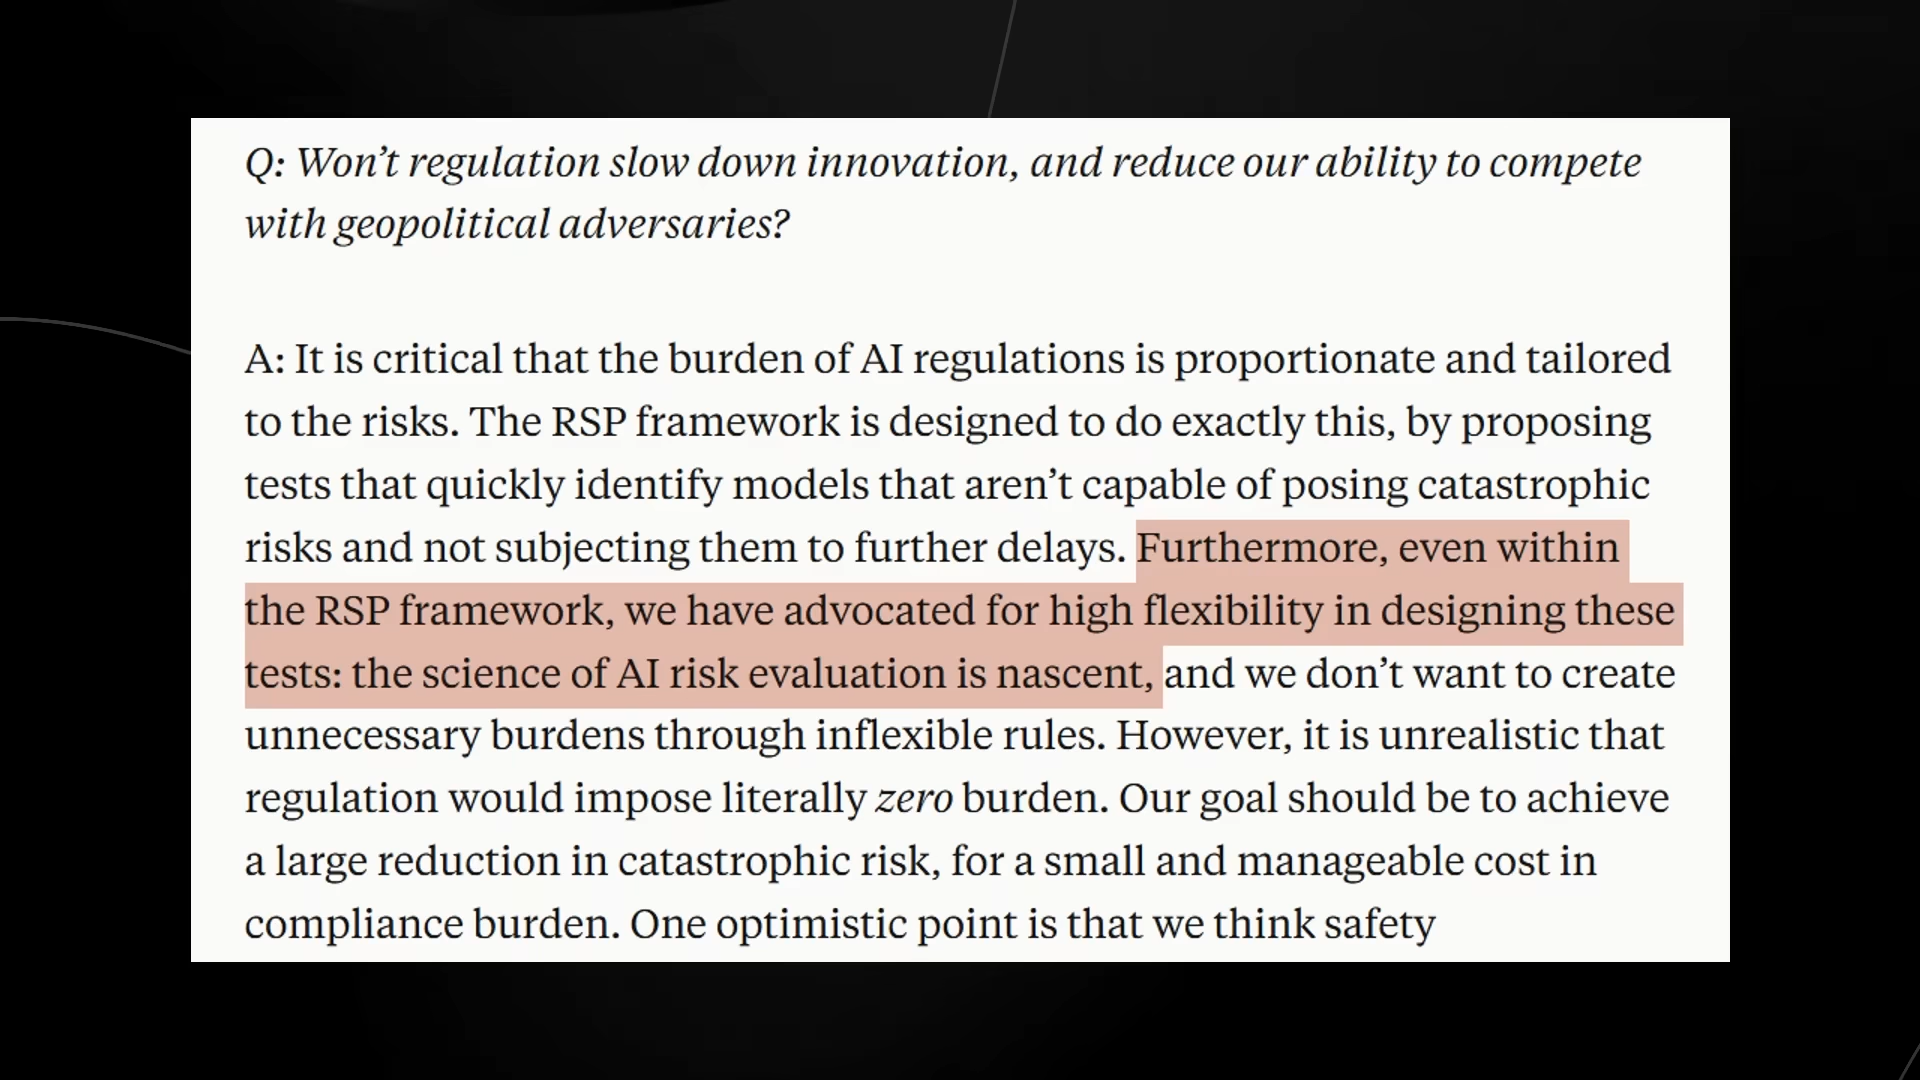 Q: Won’t regulation slow down innovation, and reduce our ability to compete
with geopolitical adversaries?
A: It is critical that the burden of AI regulations is proportionate and tailored
to the risks. The RSP framework is designed to do exactly this, by proposing
tests that quickly identify models that aren’t capable of posing catastrophic
risks and not subjecting them to further delays. Furthermore, even within
the RSP framework, we have advocated for high flexibility in designing these
tests: the science of AI risk evaluation is nascent, and we don’t want to create
unnecessary burdens through inflexible rules. However, it is unrealistic that
regulation would impose literally zero burden. Our goal should be to achieve
a large reduction in catastrophic risk, for a small and manageable cost in
compliance burden. One optimistic point is that we think safety